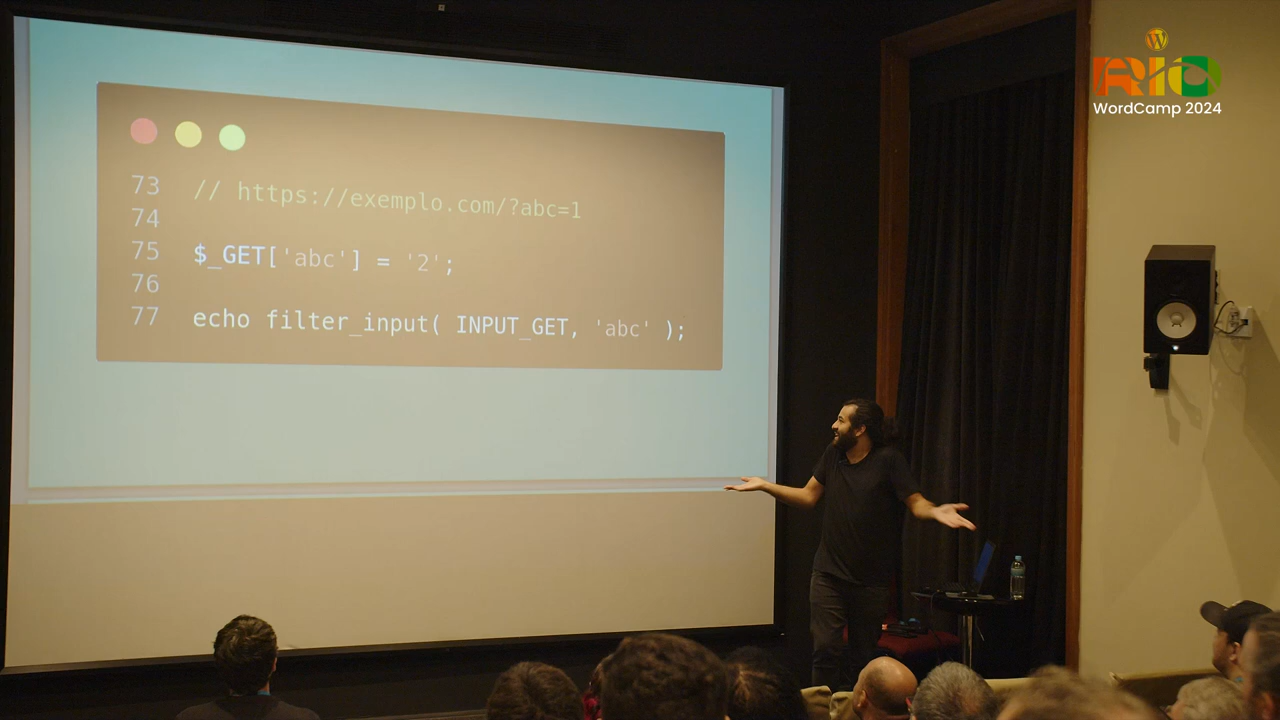 RIO
WordCamp 2024
73 // https://exemplo.com/?abc=1
74
75 $_GET['abc'] = '2';
76
77 echo filter_input( INPUT_GET, 'abc' );